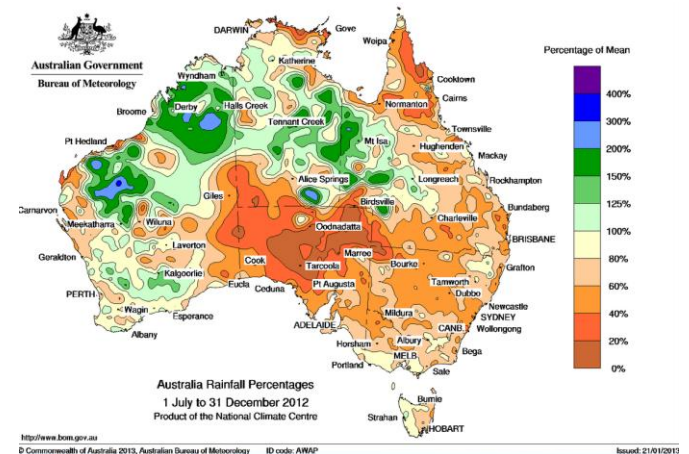 Australian Government
Bureau of Meteorology
DARWIN
Gove
Weipa
Katherine
Wyndham
Cooktown
Cairns
Broome
Derby
Halls Creek
Normanton
Tennant Creek
Townsville
Pt Hedland
Mt Isa
Hughenden
Mackay
Alice Springs
Longreach
Rockhampton
Giles
Birdsville
Carnarvon
Bundaberg
Meekatharra
Wiluna
Oodnadatta
Charleville
Laverton
Marree
BRISBANE
Geraldton
Kalgoorlie
Cook
Tarcoola
Bourke
Grafton
Eucla
Ceduna
Pt Augusta
Tamworth
PERTH
Dubbo
Wagin
Esperance
Mildura
Newcastle
SYDNEY
Albany
ADELAIDE
CANB.
Wollongong
Horsham
Albury
Portland
MELB
Bega
Sale
Burnie
Strahan
HOBART
Percentage of Mean
400%
300%
200%
150%
125%
100%
80%
60%
40%
20%
0%
Australia Rainfall Percentages
1 July to 31 December 2012
Product of the National Climate Centre
http://www.bom.gov.au
© Commonwealth of Australia 2013, Australian Bureau of Meteorology ID code: AWAP Issued: 21/01/2013